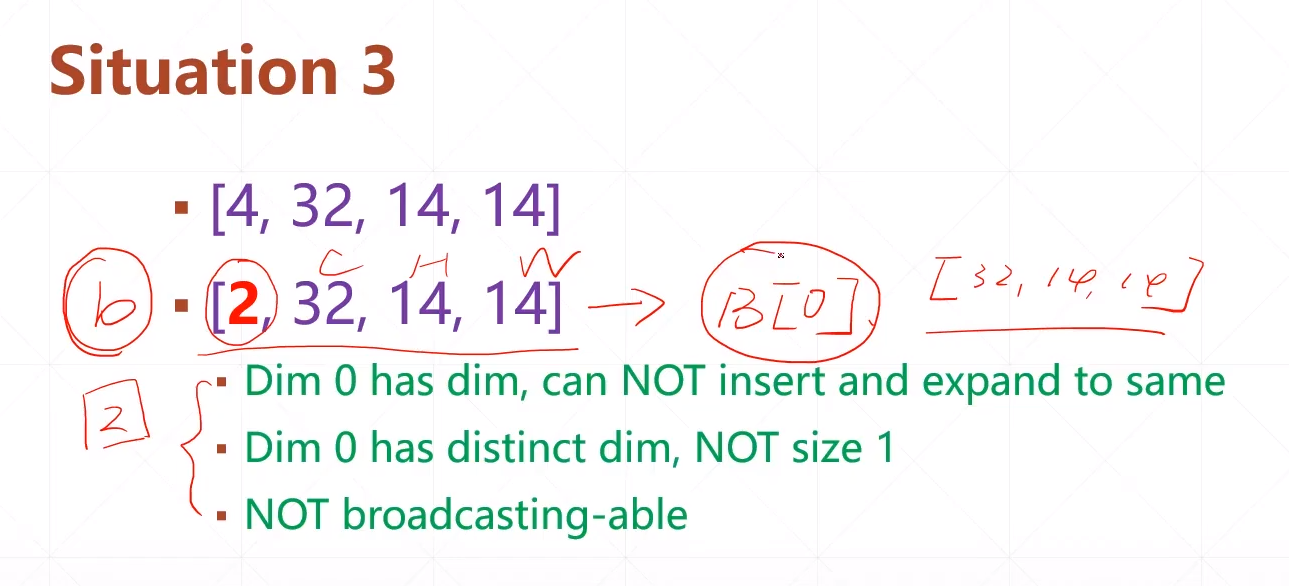 Situation 3
[4, 32, 14, 14]
C H W
b [2, 32, 14, 14] → B[0] [32, 14, 14]
Dim 0 has dim, can NOT insert and expand to same
2
Dim 0 has distinct dim, NOT size 1
NOT broadcasting-able